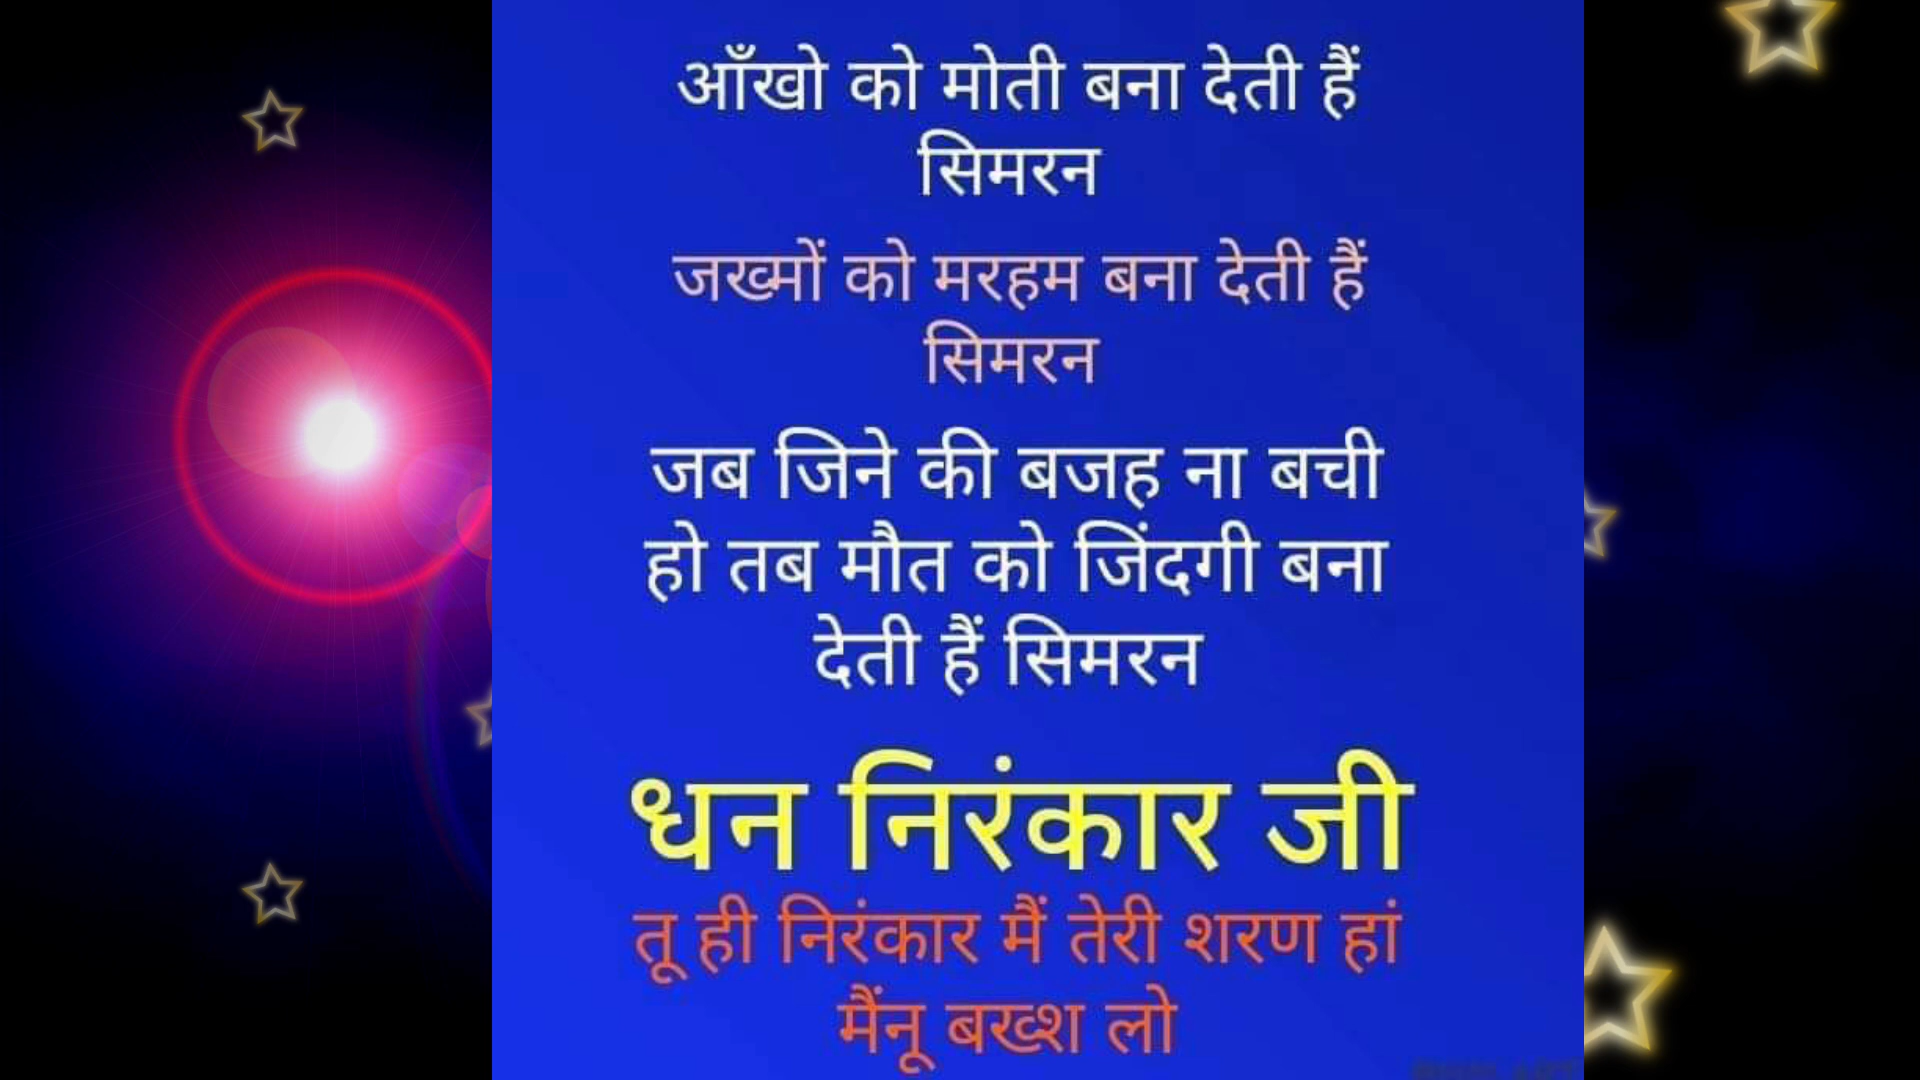 आँखो को मोती बना देती हैं
सिमरन
जख्मों को मरहम बना देती हैं
सिमरन
जब जिने की बजह ना बची
हो तब मौत को जिंदगी बना
देती हैं सिमरन
धन निरंकार जी
तू ही निरंकार मैं तेरी शरण हां
मैंनू बख्श लो